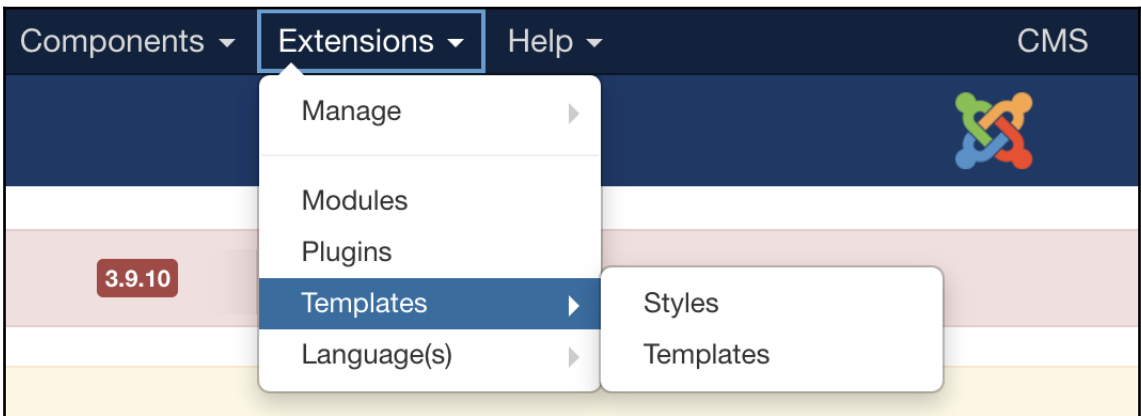 Components Extensions Help CMS
Manage
Modules
Plugins
3.9.10
Templates
Styles
Language(s)
Templates